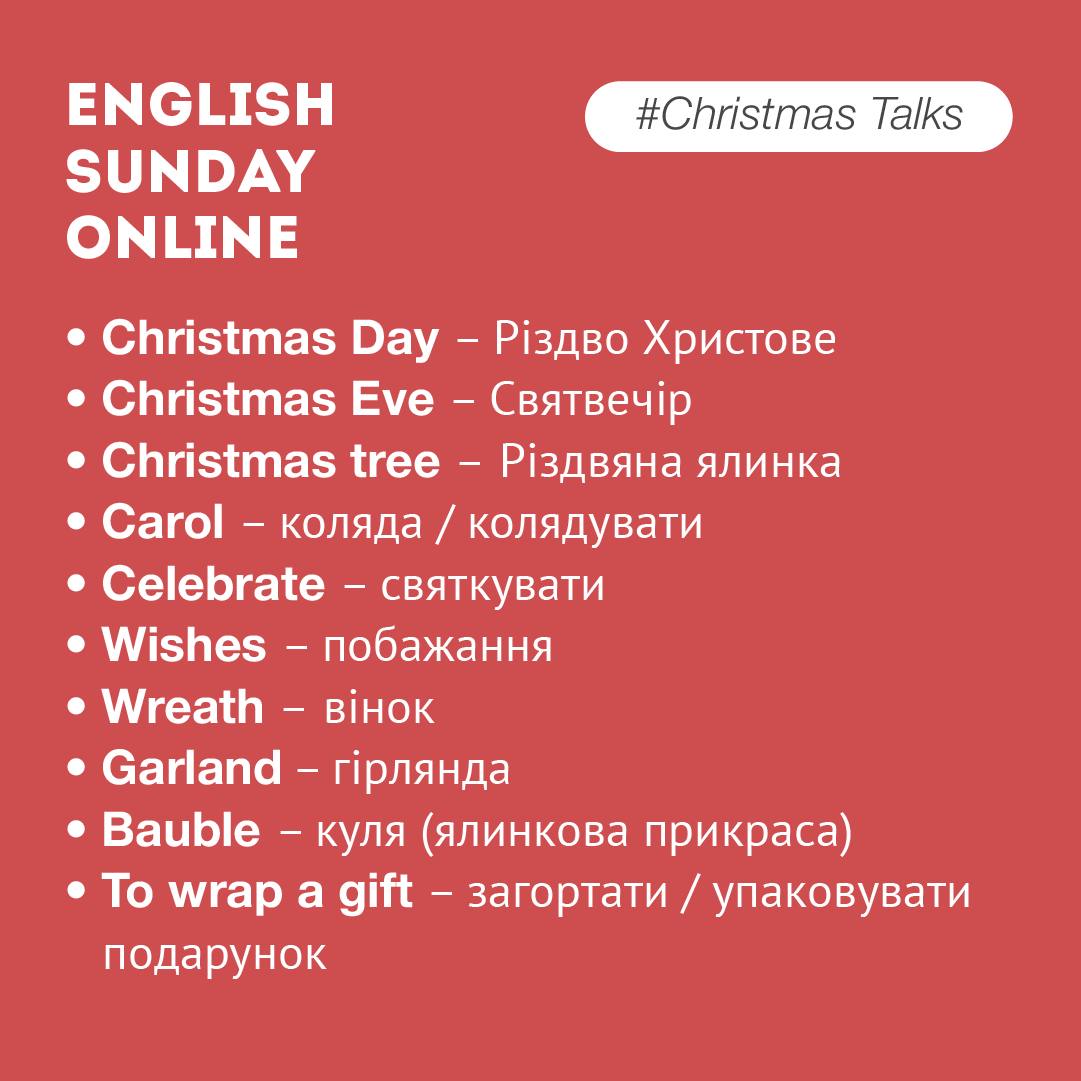 ENGLISH
SUNDAY
ONLINE
#Christmas Talks
• Christmas Day – Різдво Христове
• Christmas Eve – Святвечір
• Christmas tree – Різдвяна ялинка
• Carol – коляда / колядувати
• Celebrate – святкувати
• Wishes – побажання
• Wreath – вінок
• Garland – гірлянда
• Bauble – куля (ялинкова прикраса)
• To wrap a gift – загортати / упаковувати
подарунок